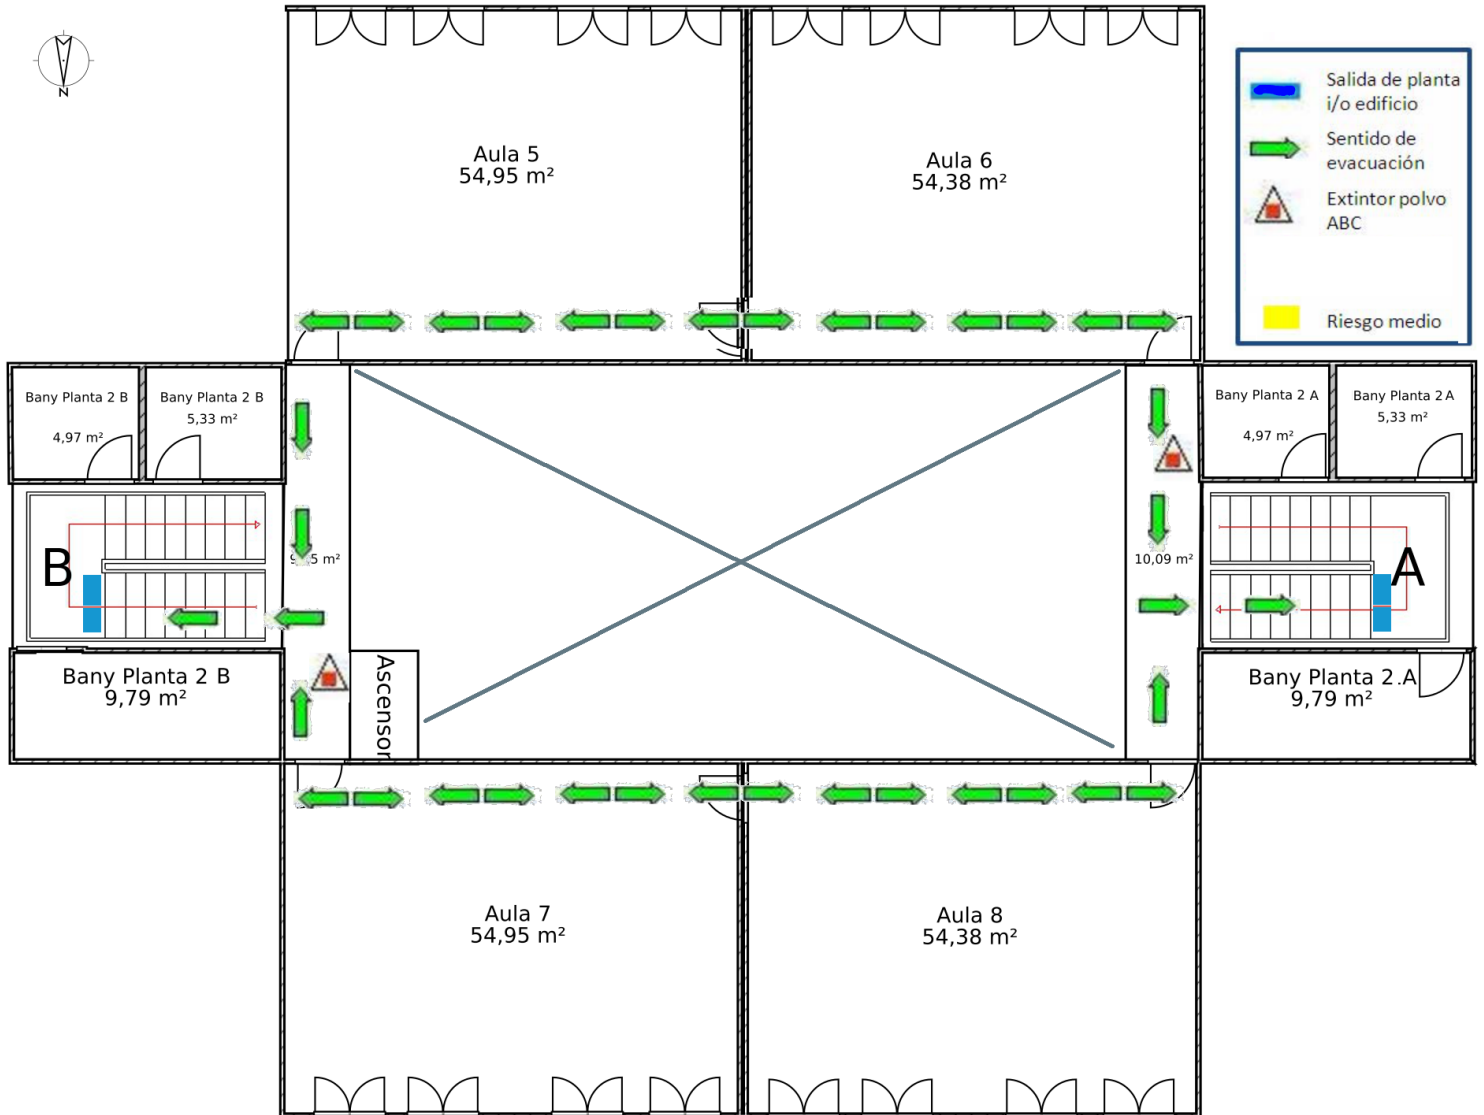 N
Aula 5
54,95 m²
Aula 6
54,38 m²
Salida de planta
i/o edificio
Sentido de
evacuación
Extintor polvo
ABC
Riesgo medio
Bany Planta 2 B
4,97 m²
Bany Planta 2 B
5,33 m²
Bany Planta 2 A
4,97 m²
Bany Planta 2 A
5,33 m²
B
10,09 m²
A
Bany Planta 2 B
9,79 m²
Ascensor
Bany Planta 2.A
9,79 m²
Aula 7
54,95 m²
Aula 8
54,38 m²